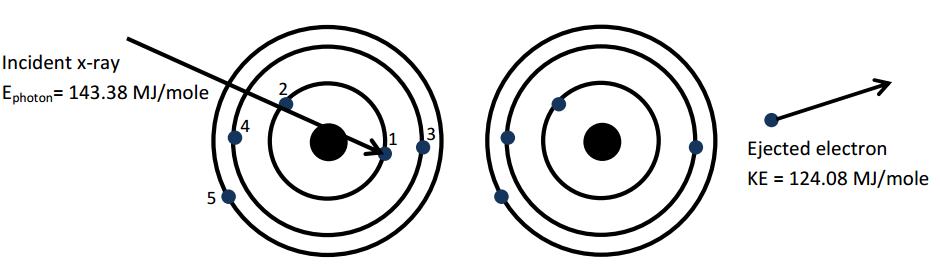 Incident x-ray
Ephoton= 143.38 MJ/mole
2
4
1
3
5
Ejected electron
KE = 124.08 MJ/mole